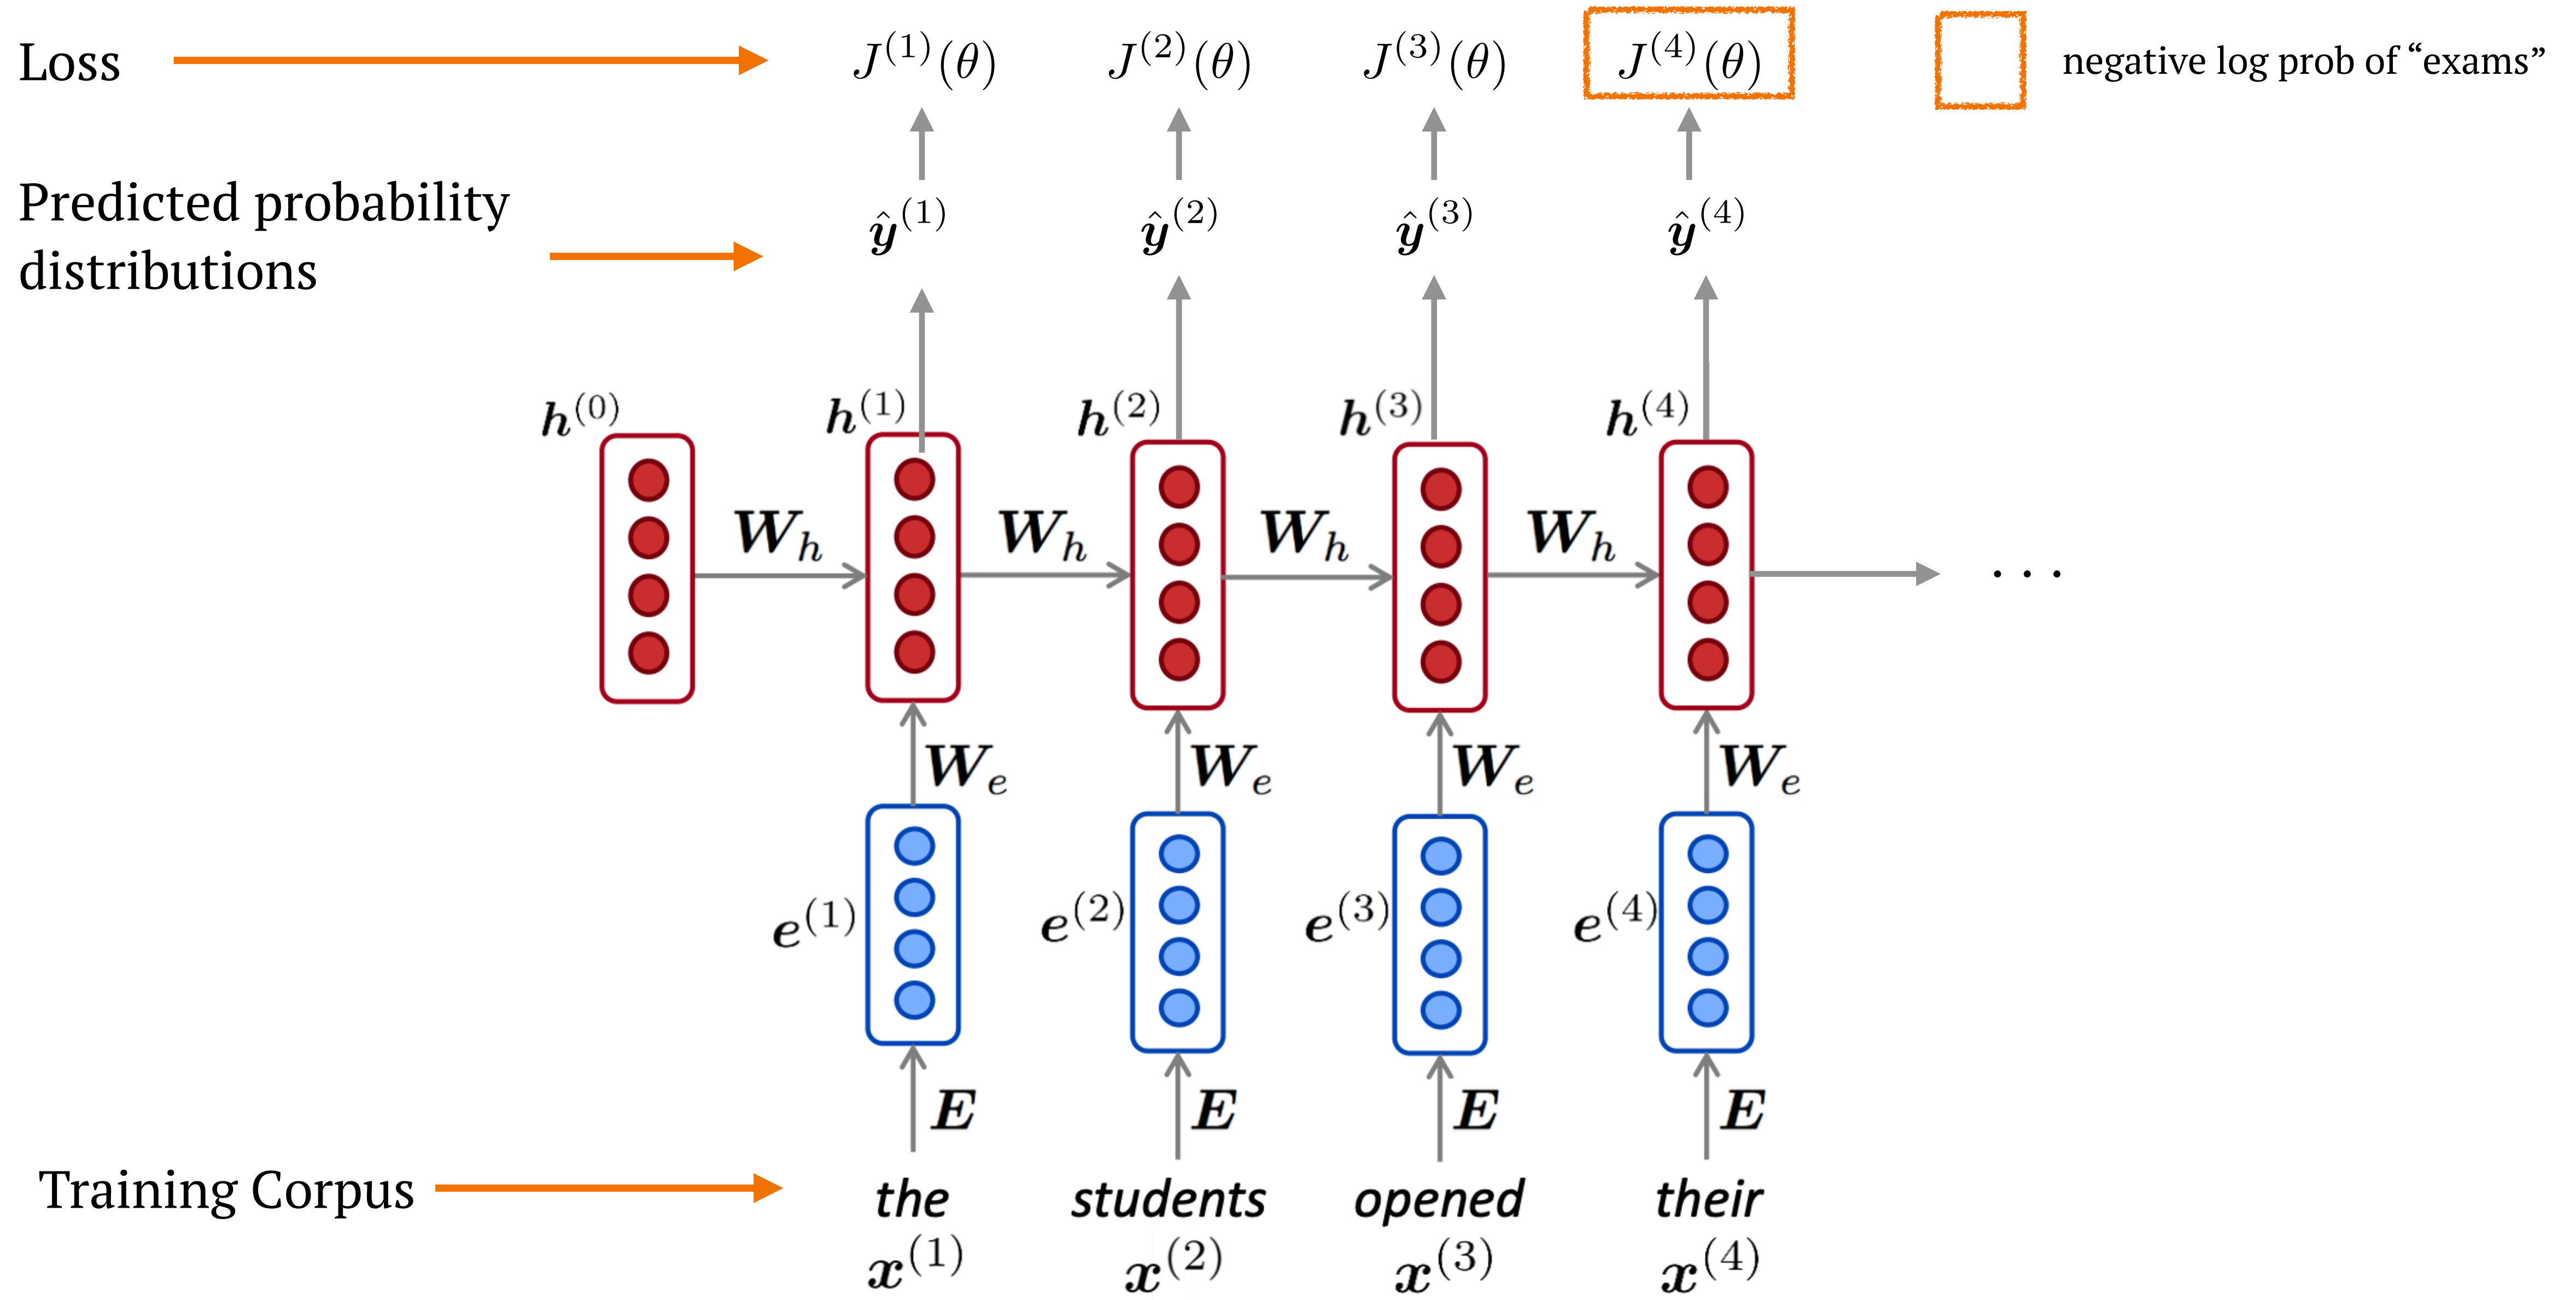 Loss J^{(1)}(θ) J^{(2)}(θ) J^{(3)}(θ) J^{(4)}(θ) negative log prob of “exams”
Predicted probability
distributions
ŷ^{(1)} ŷ^{(2)} ŷ^{(3)} ŷ^{(4)}
h^{(0)} h^{(1)} h^{(2)} h^{(3)} h^{(4)}
W_h W_h W_h W_h
...
W_e W_e W_e W_e
e^{(1)} e^{(2)} e^{(3)} e^{(4)}
E E E E
Training Corpus the students opened their
x^{(1)} x^{(2)} x^{(3)} x^{(4)}